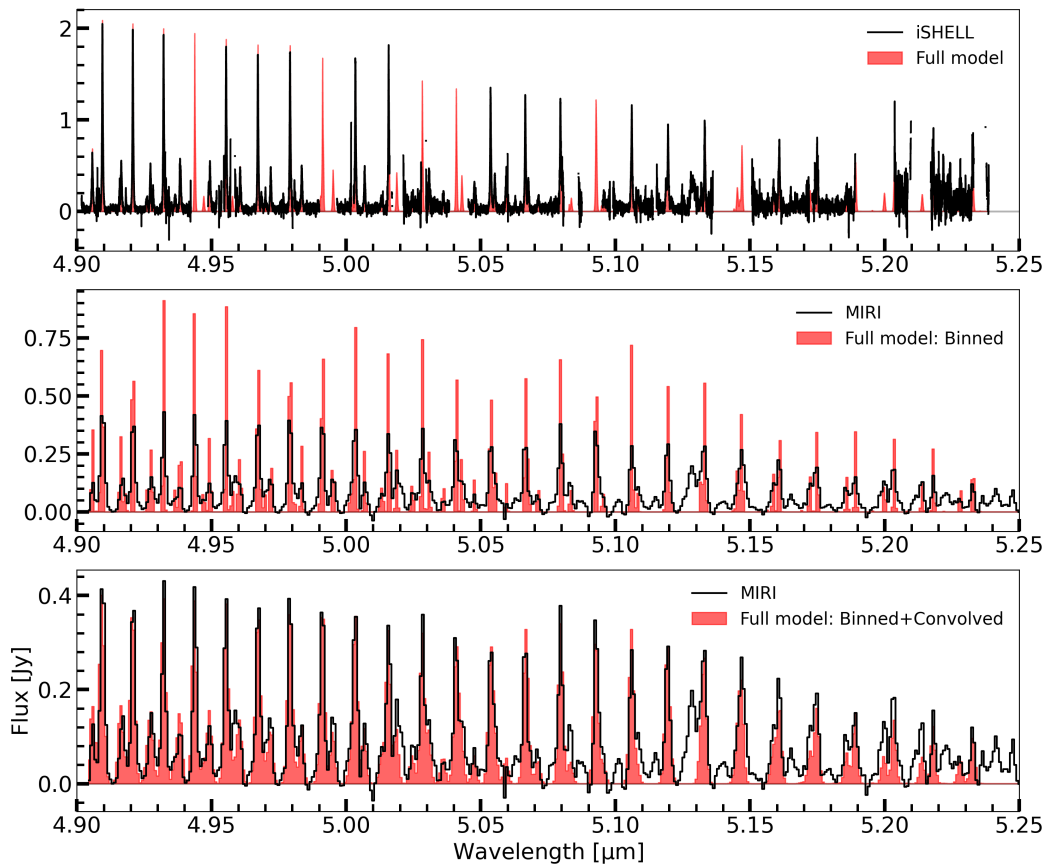 2
1
0
iSHELL
Full model
4.90 4.95 5.00 5.05 5.10 5.15 5.20 5.25
0.75
0.50
0.25
0.00
MIRI
Full model: Binned
4.90 4.95 5.00 5.05 5.10 5.15 5.20 5.25
0.4
0.2
0.0
Flux [Jy]
MIRI
Full model: Binned+Convolved
4.90 4.95 5.00 5.05 5.10 5.15 5.20 5.25
Wavelength [μm]